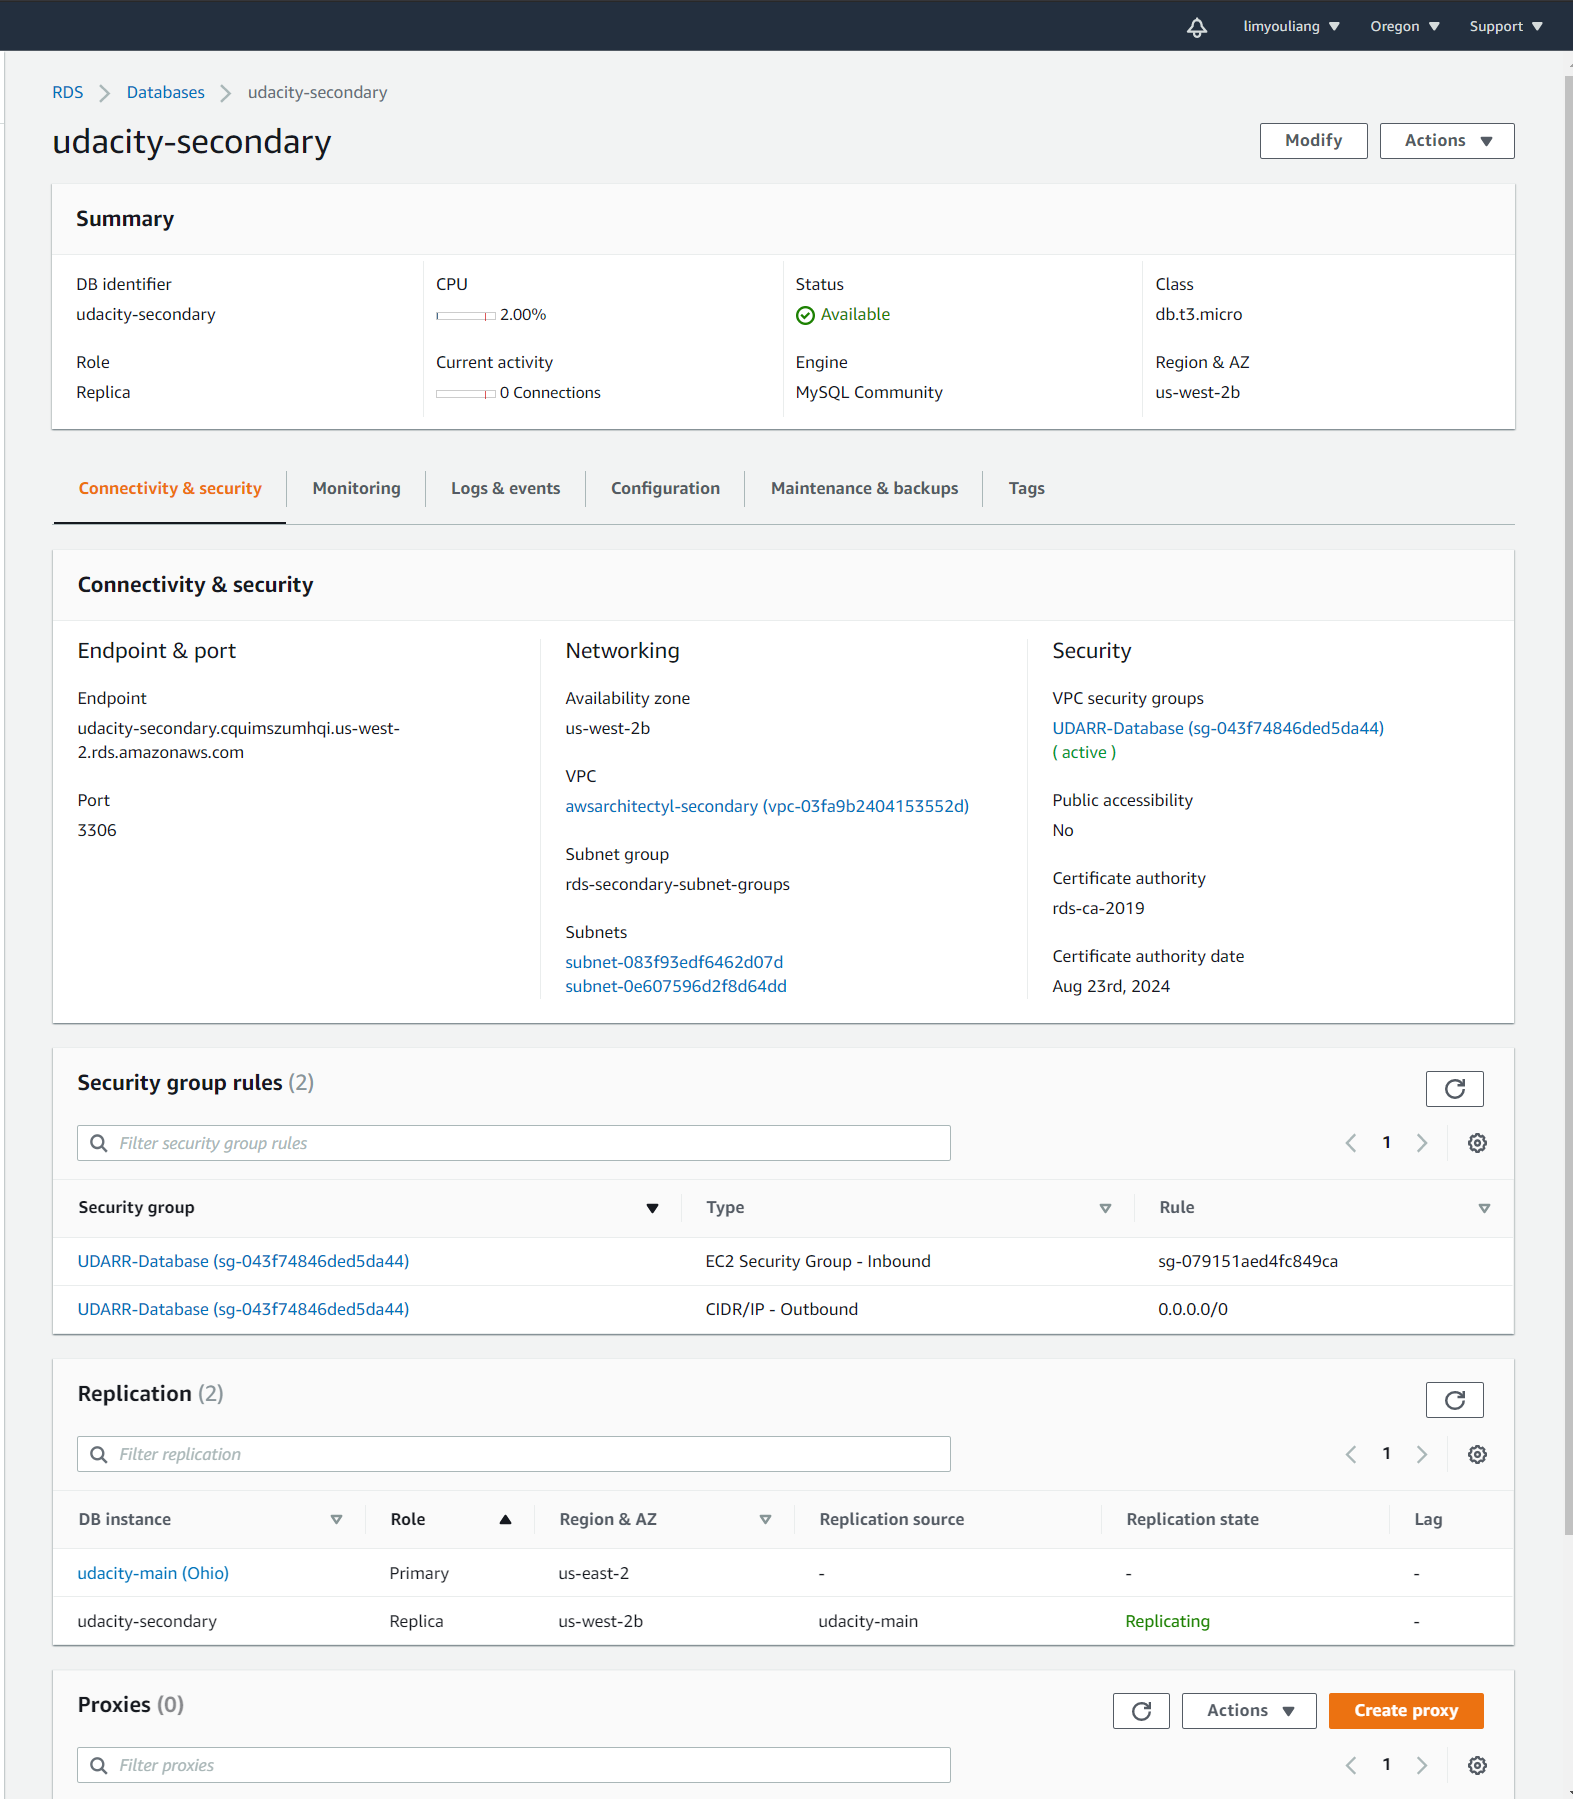 limyouliang Oregon Support
RDS Databases udacity-secondary
udacity-secondary
Modify Actions
Summary
DB identifier
udacity-secondary
CPU
2.00%
Status
Available
Class
db.t3.micro
Role
Replica
Current activity
0 Connections
Engine
MySQL Community
Region & AZ
us-west-2b
Connectivity & security Monitoring Logs & events Configuration Maintenance & backups Tags
Connectivity & security
Endpoint & port
Endpoint
udacity-secondary.cquimszumhqi.us-west-
2.rds.amazonaws.com
Port
3306
Networking
Availability zone
us-west-2b
VPC
awsarchitectyl-secondary (vpc-03fa9b2404153552d)
Subnet group
rds-secondary-subnet-groups
Subnets
subnet-083f93edf6462d07d
subnet-0e607596d2f8d64dd
Security
VPC security groups
UDARR-Database (sg-043f74846ded5da44)
( active )
Public accessibility
No
Certificate authority
rds-ca-2019
Certificate authority date
Aug 23rd, 2024
Security group rules (2)
Filter security group rules
1
Security group Type Rule
UDARR-Database (sg-043f74846ded5da44) EC2 Security Group - Inbound sg-079151aed4fc849ca
UDARR-Database (sg-043f74846ded5da44) CIDR/IP - Outbound 0.0.0.0/0
Replication (2)
Filter replication
1
DB instance Role Region & AZ Replication source Replication state Lag
udacity-main (Ohio) Primary us-east-2 - - -
udacity-secondary Replica us-west-2b udacity-main Replicating -
Proxies (0)
Actions Create proxy
Filter proxies
1